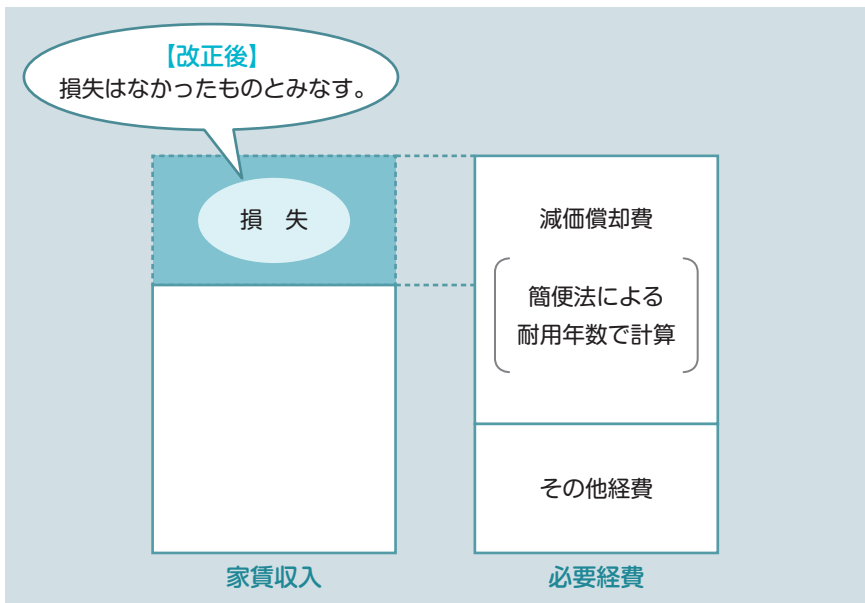 【改正後】
損失はなかったものとみなす。
損　失
減価償却費
簡便法による
耐用年数で計算
その他経費
家賃収入
必要経費